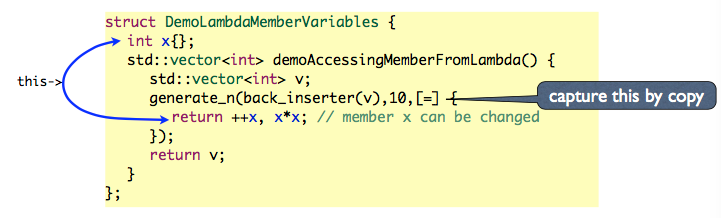 struct DemoLambdaMemberVariables {
int x{};
std::vector<int> demoAccessingMemberFromLambda() {
std::vector<int> v;
generate_n(back_inserter(v),10,[=] {
return ++x, x*x; // member x can be changed
});
return v;
}
};
this->
capture this by copy